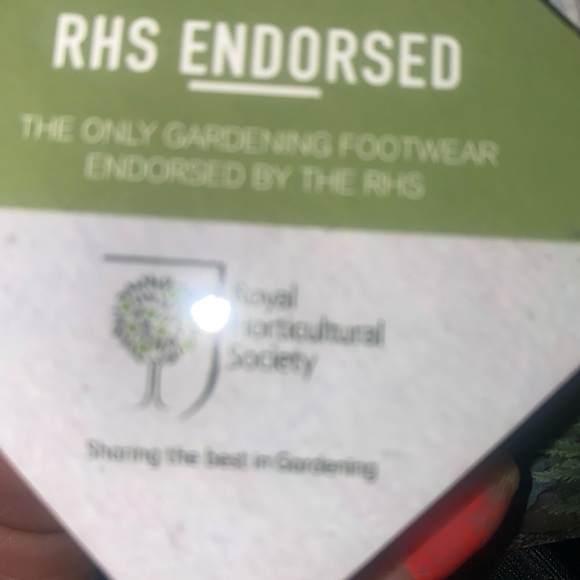 RHS ENDORSED
THE ONLY GARDENING FOOTWEAR
ENDORSED BY THE RHS
Royal
Horticultural
Society
Sharing the best in Gardening